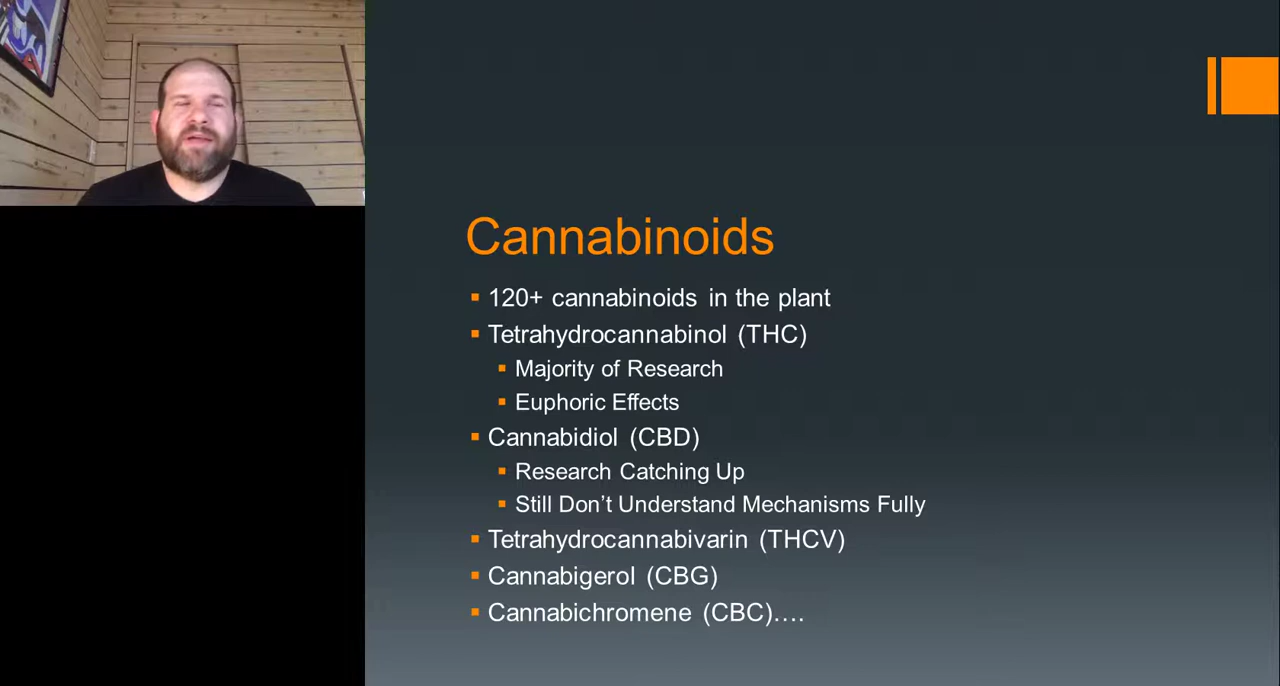 Cannabinoids
120+ cannabinoids in the plant
Tetrahydrocannabinol (THC)
Majority of Research
Euphoric Effects
Cannabidiol (CBD)
Research Catching Up
Still Don’t Understand Mechanisms Fully
Tetrahydrocannabivarin (THCV)
Cannabigerol (CBG)
Cannabichromene (CBC)….